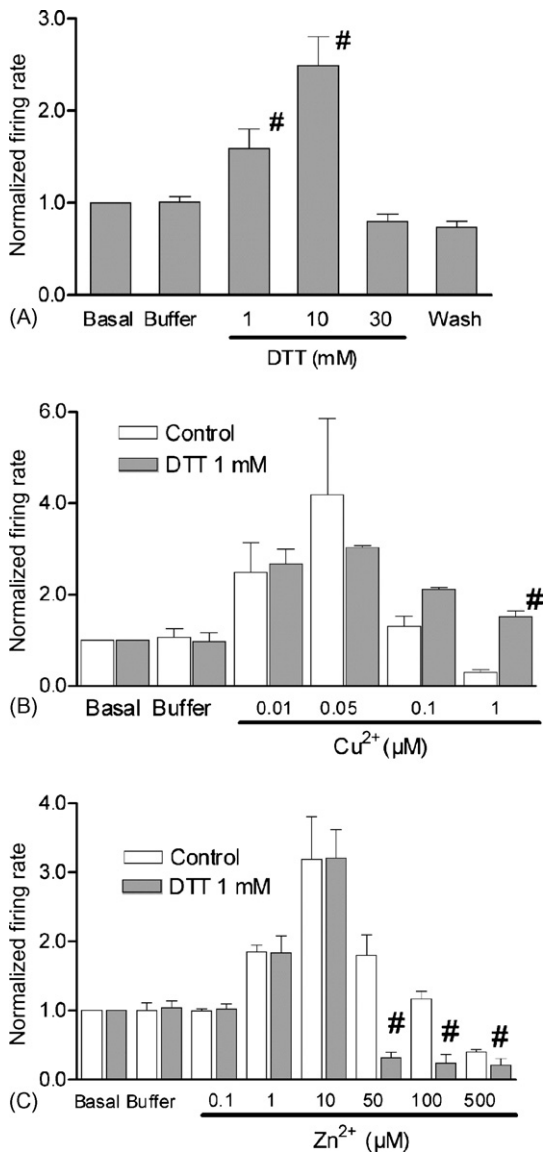 3.0
#
#
2.0
Normalized firing rate
1.0
0.0
(A)
Basal Buffer 1 10 30 Wash
DTT (mM)
6.0
Control
DTT 1 mM
4.0
Normalized firing rate
2.0
#
0.0
(B)
Basal Buffer 0.01 0.05 0.1 1
Cu²⁺ (µM)
4.0
Control
DTT 1 mM
3.0
Normalized firing rate
2.0
1.0
# # #
0.0
(C)
Basal Buffer 0.1 1 10 50 100 500
Zn²⁺ (µM)